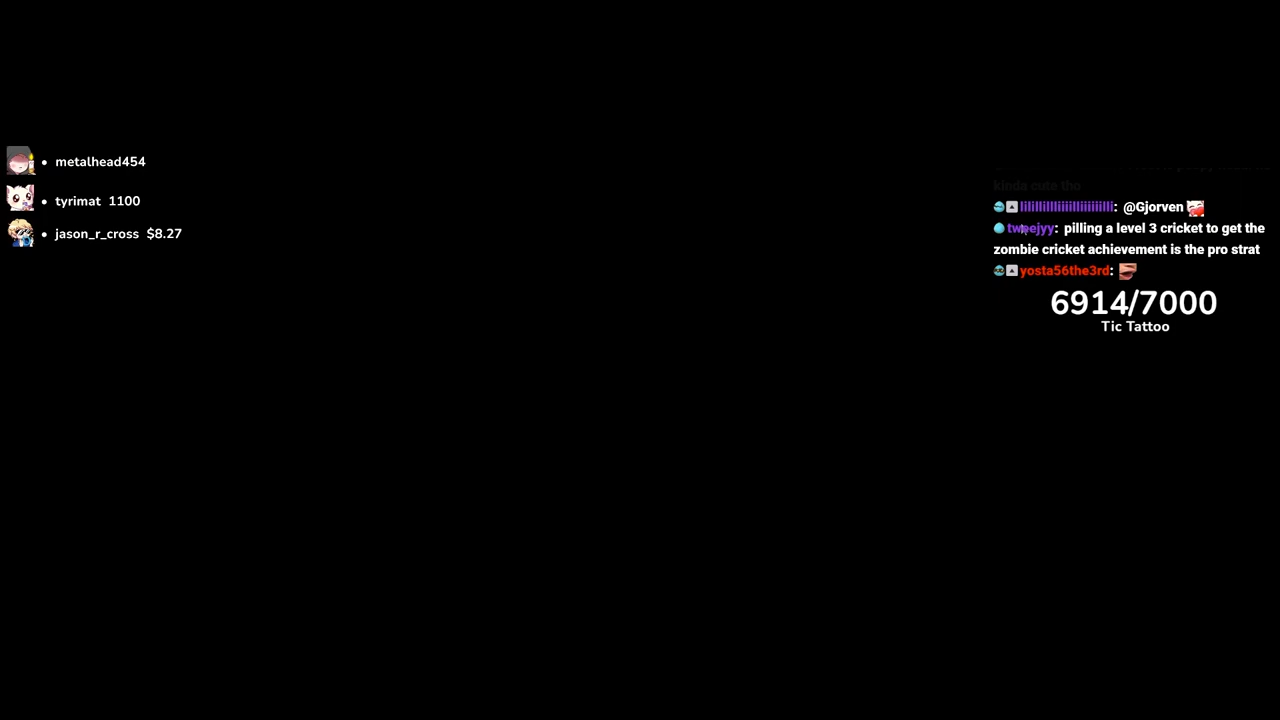 metalhead454
tyrimat 1100
jason_r_cross $8.27
kinda cute tho
: @Gjorven
tweejyy: pilling a level 3 cricket to get the
zombie cricket achievement is the pro strat
yosta56the3rd:
6914/7000
Tic Tattoo